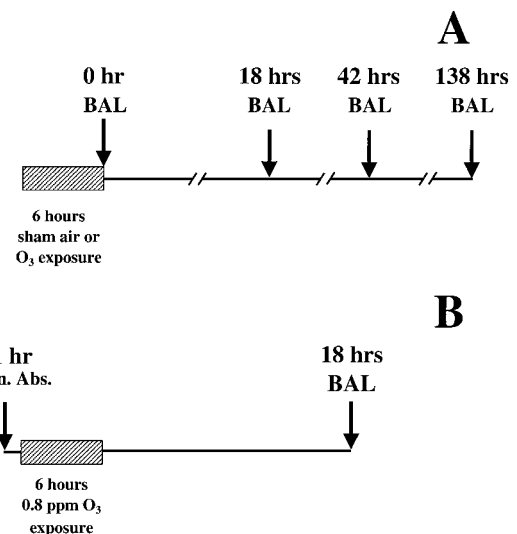 A
0 hr 18 hrs 42 hrs 138 hrs
BAL BAL BAL BAL
6 hours
sham air or
O₃ exposure
B
hr 18 hrs
Abs. BAL
6 hours
0.8 ppm O₃
exposure